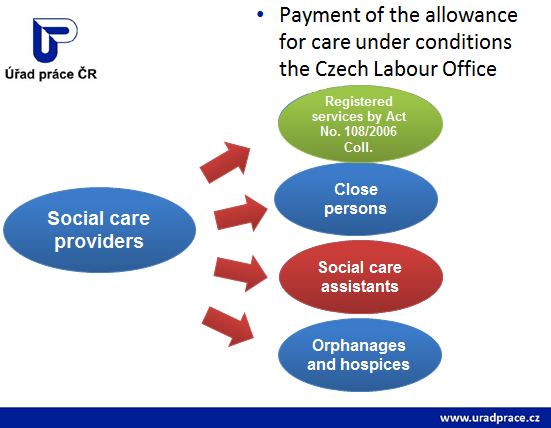 • Payment of the allowance
for care under conditions
the Czech Labour Office
Úřad práce ČR
Registered
services by Act
No. 108/2006
Coll.
Close
persons
Social care
providers
Social care
assistants
Orphanages
and hospices
www.uradprace.cz